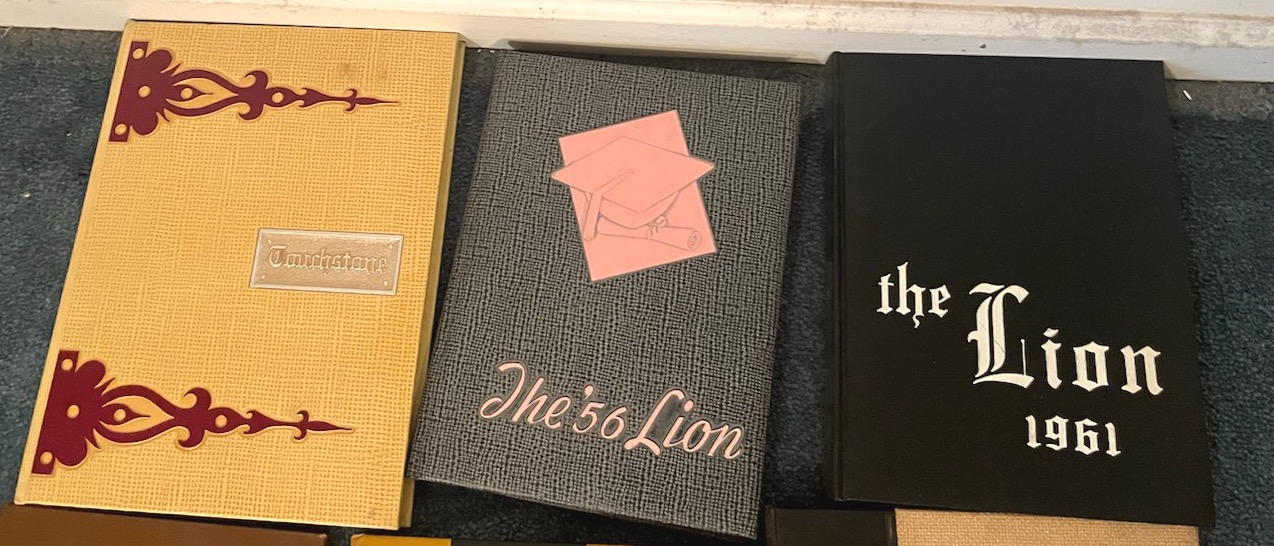 Touchstone
The '56 Lion
the
Lion
1961